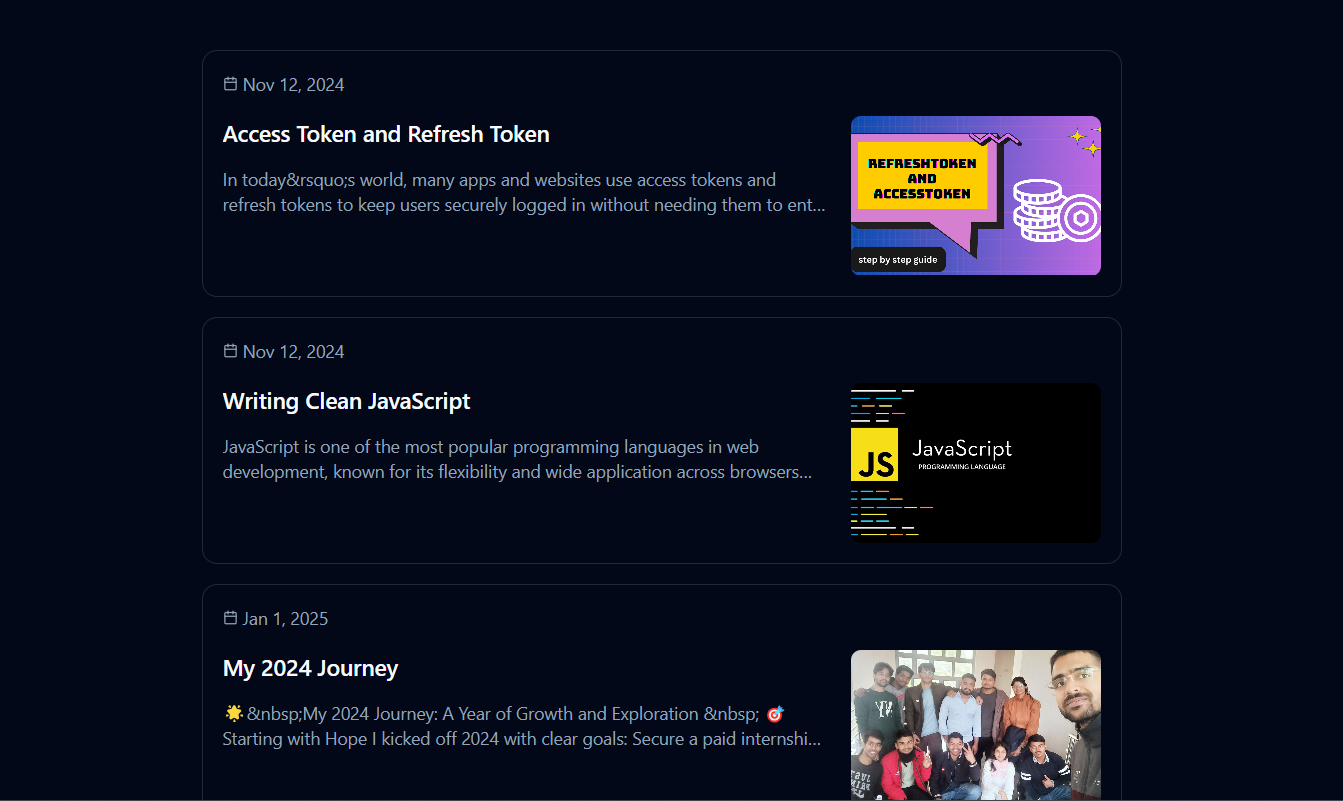 Nov 12, 2024
Access Token and Refresh Token
In today&rsquo;s world, many apps and websites use access tokens and
refresh tokens to keep users securely logged in without needing them to ent...
REFRESHTOKEN
AND
ACCESSTOKEN
step by step guide
Nov 12, 2024
Writing Clean JavaScript
JavaScript is one of the most popular programming languages in web
development, known for its flexibility and wide application across browsers...
JS
JavaScript
PROGRAMMING LANGUAGE
Jan 1, 2025
My 2024 Journey
🌟&nbsp;My 2024 Journey: A Year of Growth and Exploration &nbsp; 🎯
Starting with Hope I kicked off 2024 with clear goals: Secure a paid internshi...